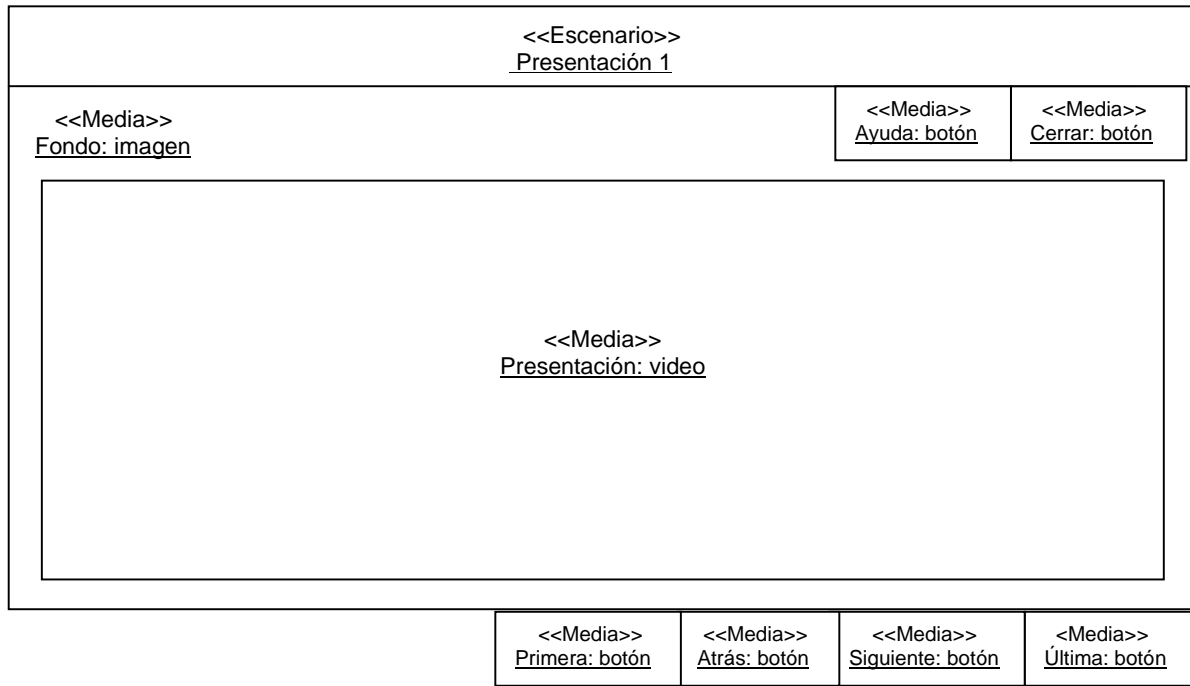 <<Escenario>>
Presentación 1
<<Media>>
Fondo: imagen
<<Media>>
Ayuda: botón
<<Media>>
Cerrar: botón
<<Media>>
Presentación: video
<<Media>>
Primera: botón
<<Media>>
Atrás: botón
<<Media>>
Siguiente: botón
<Media>>
Última: botón